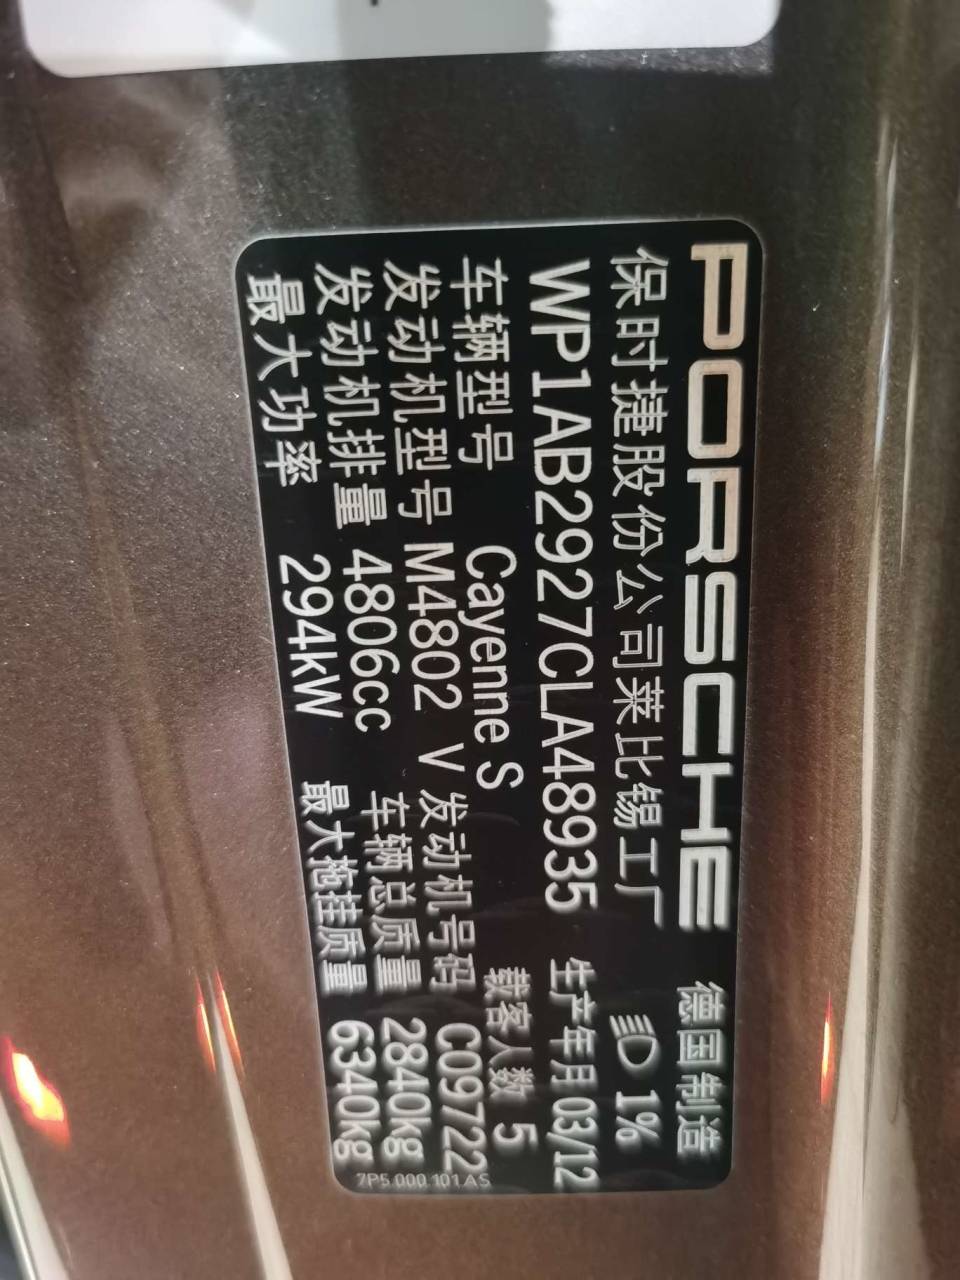 PORSCHE 德国制造
保时捷股份公司莱比锡工厂 1%
WP1AB2927CLA48935 生产年月 03/12
车辆型号 Cayenne S 载客人数 5
发动机型号 M4802 V 发动机号码 C09722
发动机排量 4806cc 车辆总质量 2840kg
最大功率 294kW 最大拖挂质量 6340kg
7P5.000.101.AS